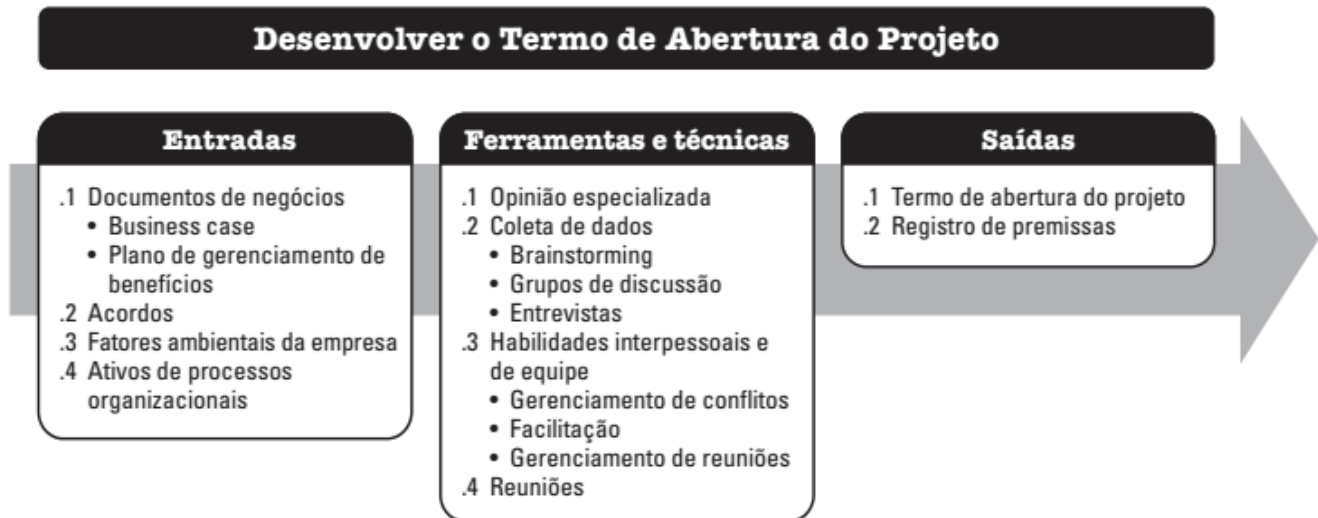 Desenvolver o Termo de Abertura do Projeto
Entradas
.1 Documentos de negócios
• Business case
• Plano de gerenciamento de
benefícios
.2 Acordos
.3 Fatores ambientais da empresa
.4 Ativos de processos
organizacionais
Ferramentas e técnicas
.1 Opinião especializada
.2 Coleta de dados
• Brainstorming
• Grupos de discussão
• Entrevistas
.3 Habilidades interpessoais e
de equipe
• Gerenciamento de conflitos
• Facilitação
• Gerenciamento de reuniões
.4 Reuniões
Saídas
.1 Termo de abertura do projeto
.2 Registro de premissas